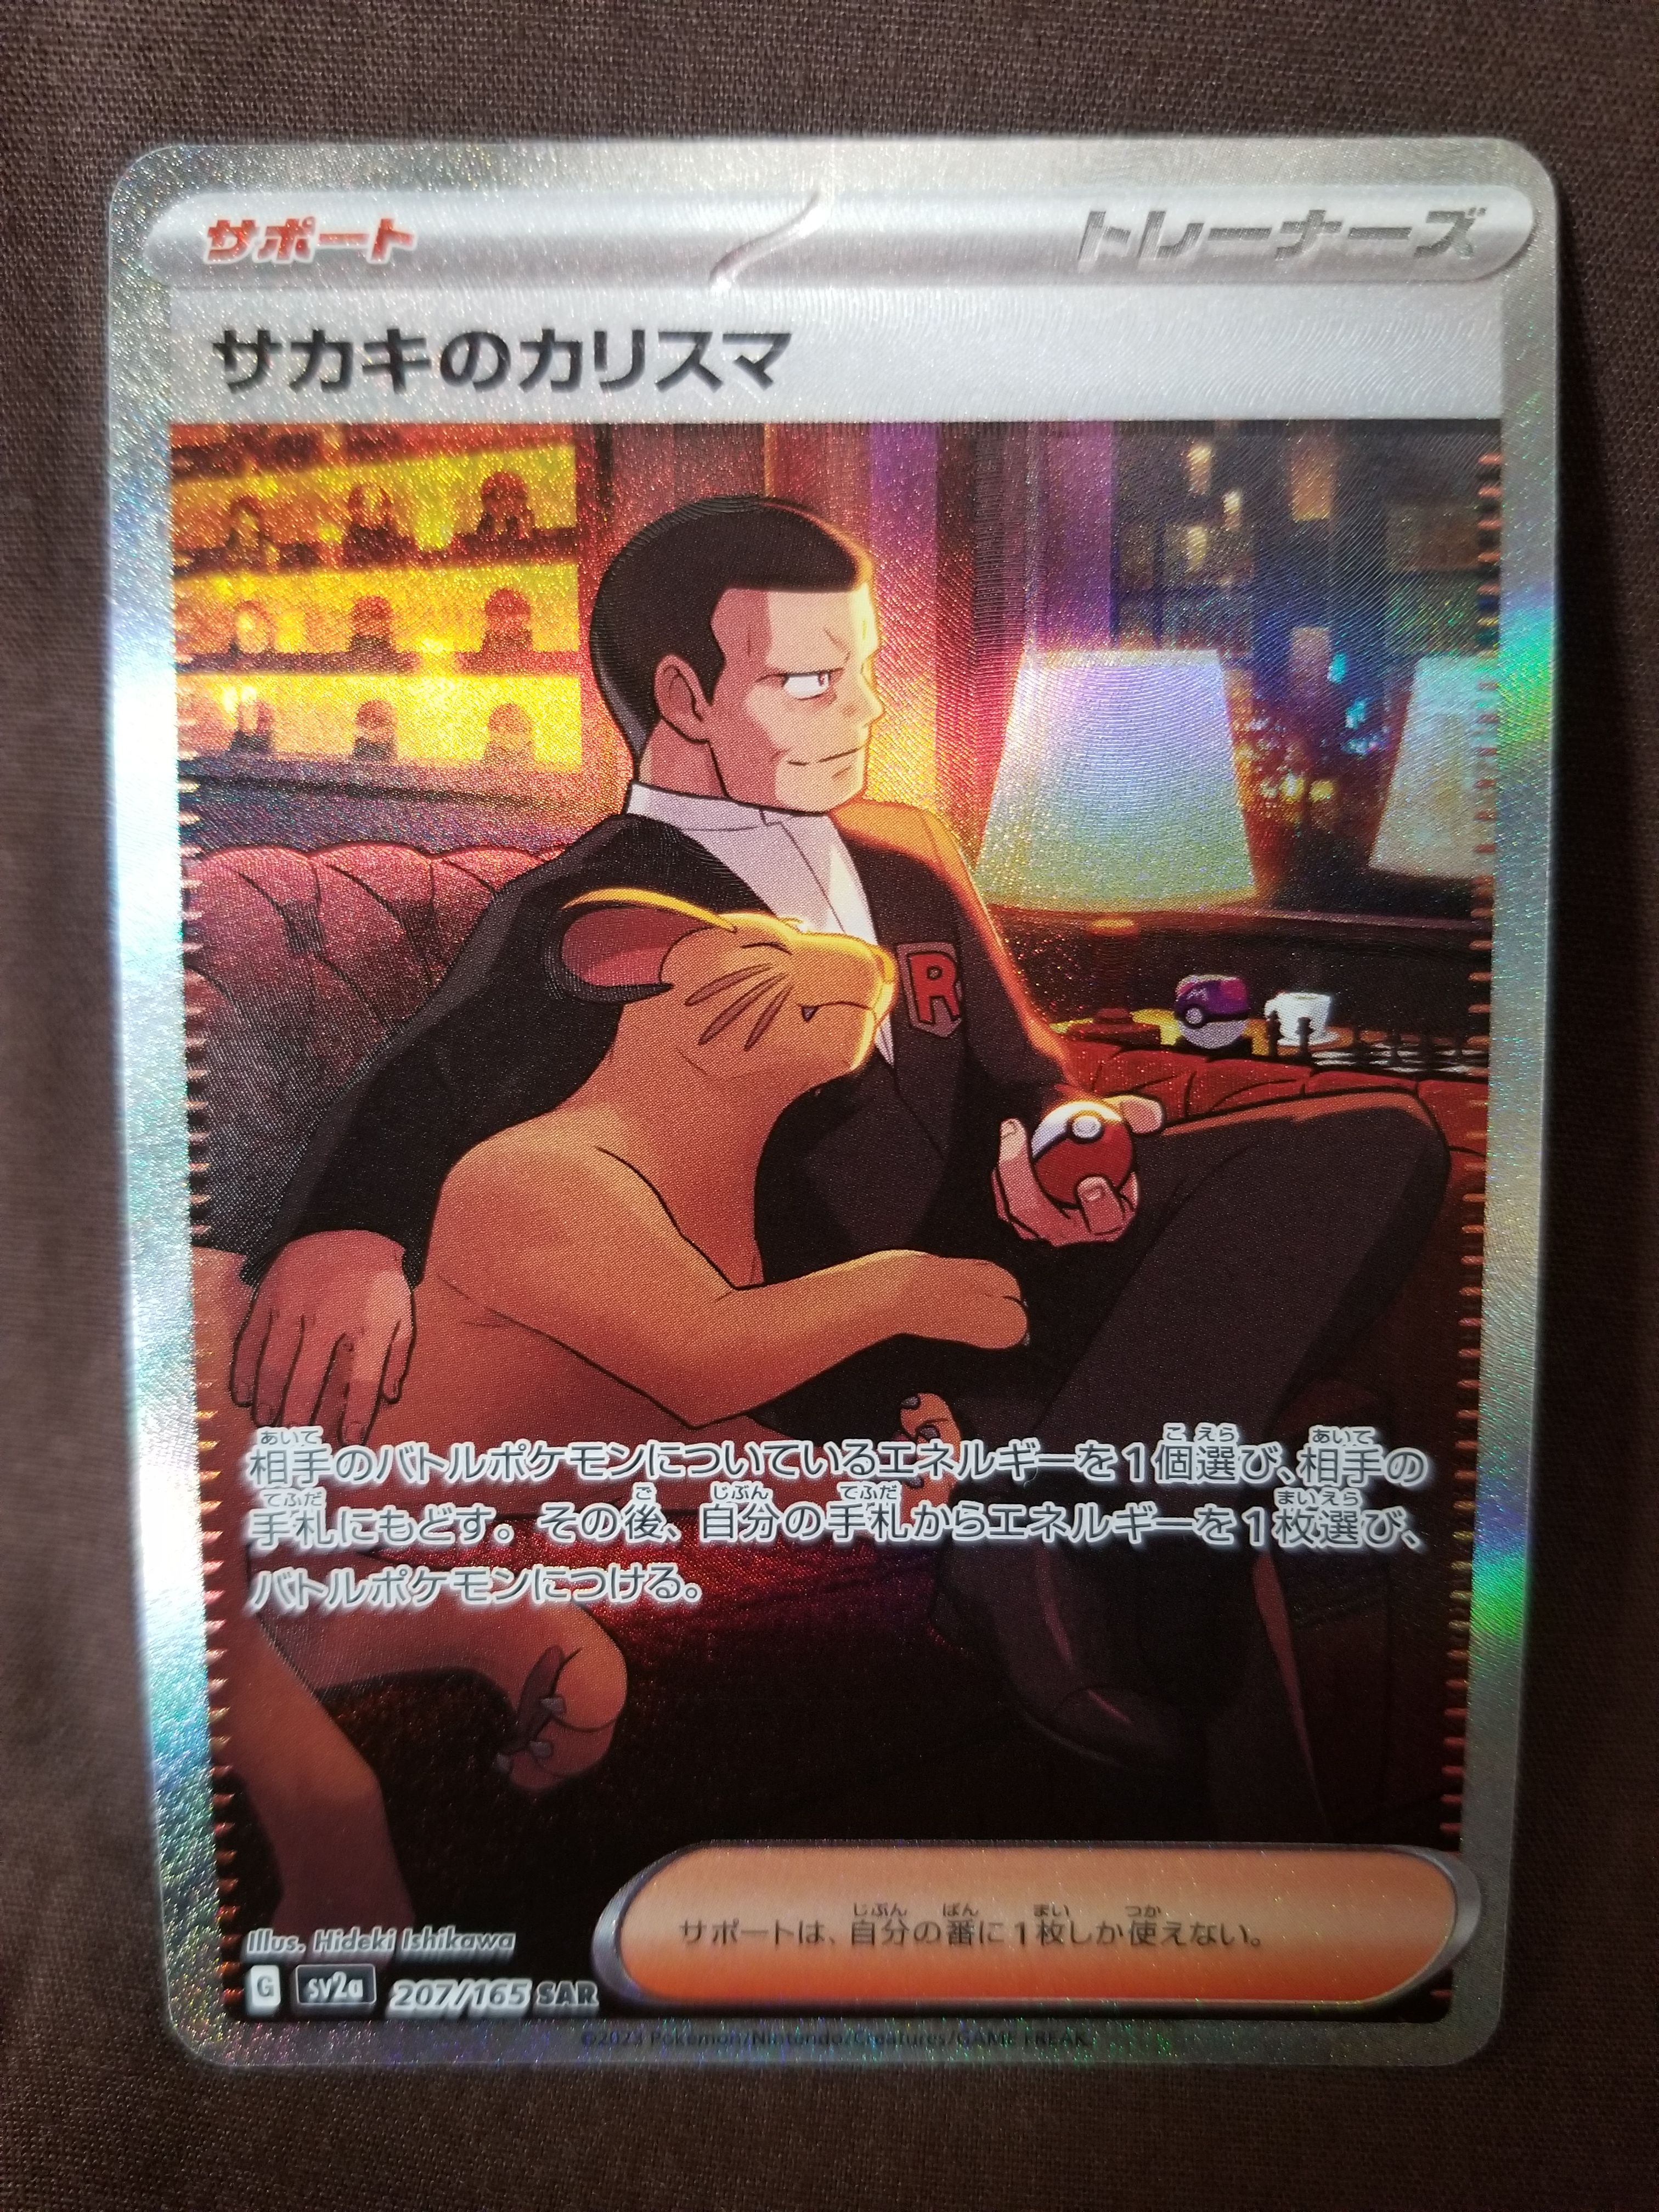 サポート
トレーナーズ
サカキのカリスマ
R
相手のバトルポケモンについているエネルギーを1個選び、相手の
手札にもどす。その後、自分の手札からエネルギーを1枚選び、
バトルポケモンにつける。
サポートは、自分の番に1枚しか使えない。
Illus. Hideki Ishikawa
G sv2a 207/165 SAR
©2023 Pokémon/Nintendo/Creatures/GAME FREAK